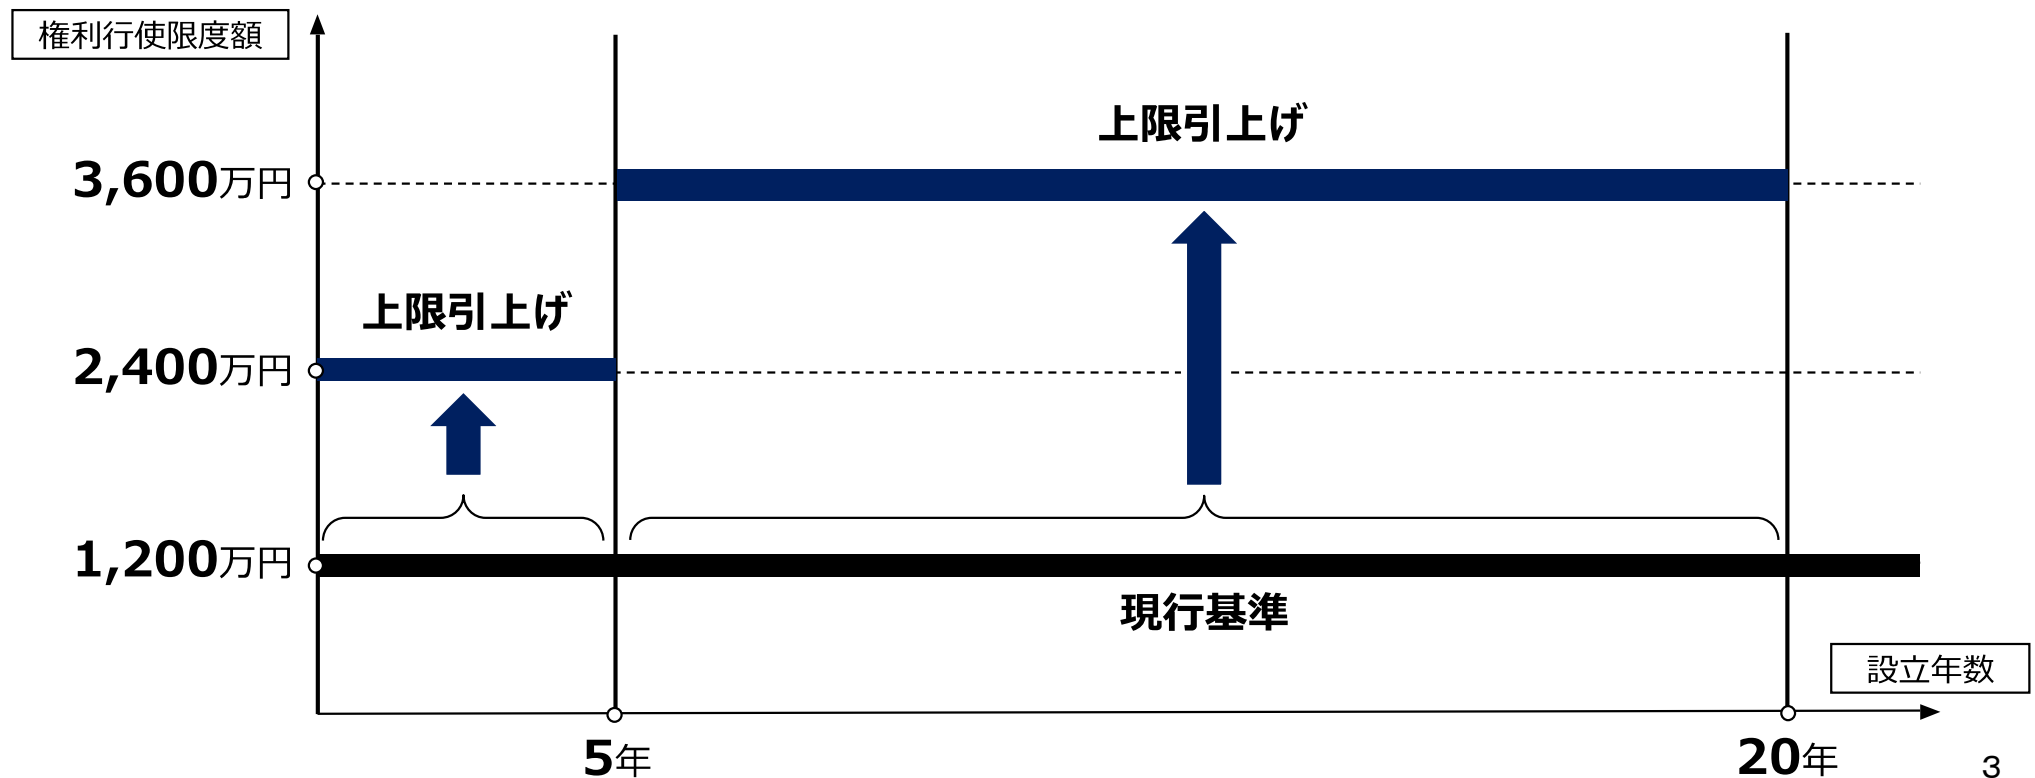 権利行使限度額
上限引上げ
3,600万円
上限引上げ
2,400万円
1,200万円
現行基準
設立年数
5年
20年
3